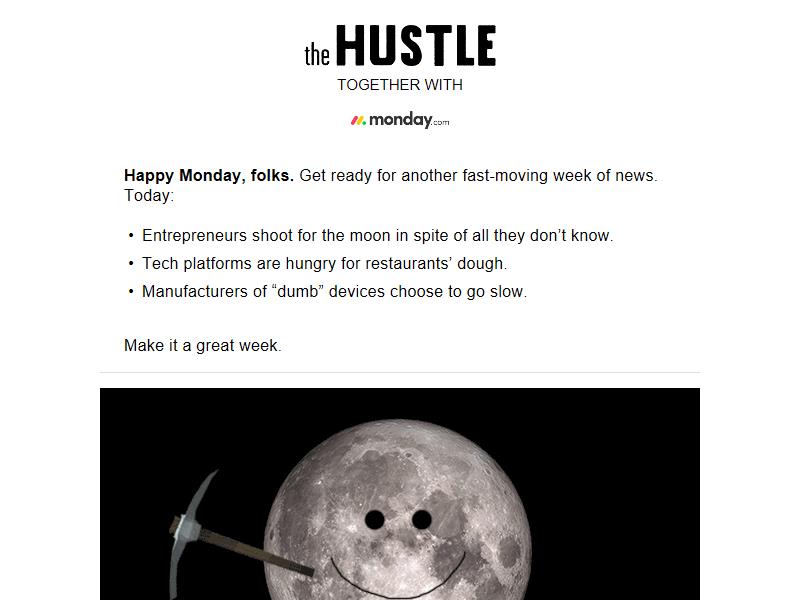 the HUSTLE
TOGETHER WITH
monday.com
Happy Monday, folks. Get ready for another fast-moving week of news.
Today:
• Entrepreneurs shoot for the moon in spite of all they don’t know.
• Tech platforms are hungry for restaurants’ dough.
• Manufacturers of “dumb” devices choose to go slow.
Make it a great week.